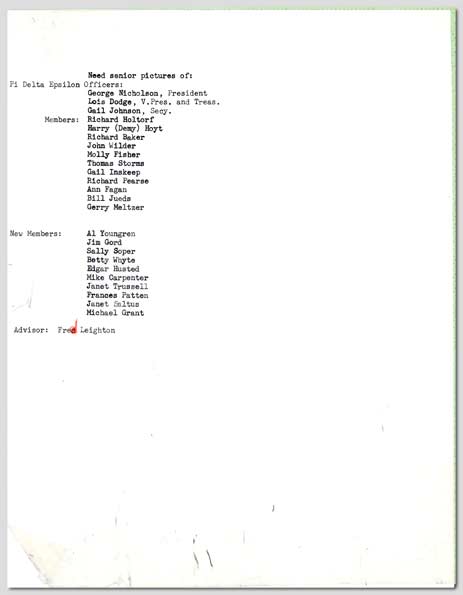 Need senior pictures of:
Pi Delta Epsilon Officers:
George Nicholson, President
Lois Dodge, V.Pres. and Treas.
Gail Johnson, Secy.
Members: Richard Holtorf
Harry (Demy) Hoyt
Richard Baker
John Wilder
Molly Fisher
Thomas Storms
Gail Inskeep
Richard Pearse
Ann Fagan
Bill Jueds
Gerry Meltzer
New Members: Al Youngren
Jim Gord
Sally Soper
Betty Whyte
Edgar Husted
Mike Carpenter
Janet Trussell
Frances Patten
Janet Saltus
Michael Grant
Advisor: Fred Leighton